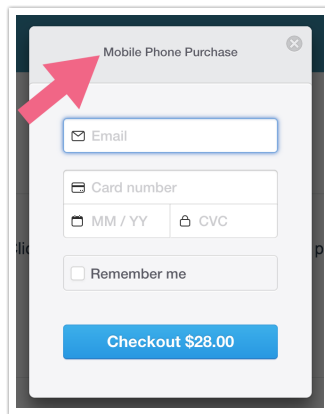 Mobile Phone Purchase
Email
Card number
MM / YY
CVC
Remember me
Checkout $28.00